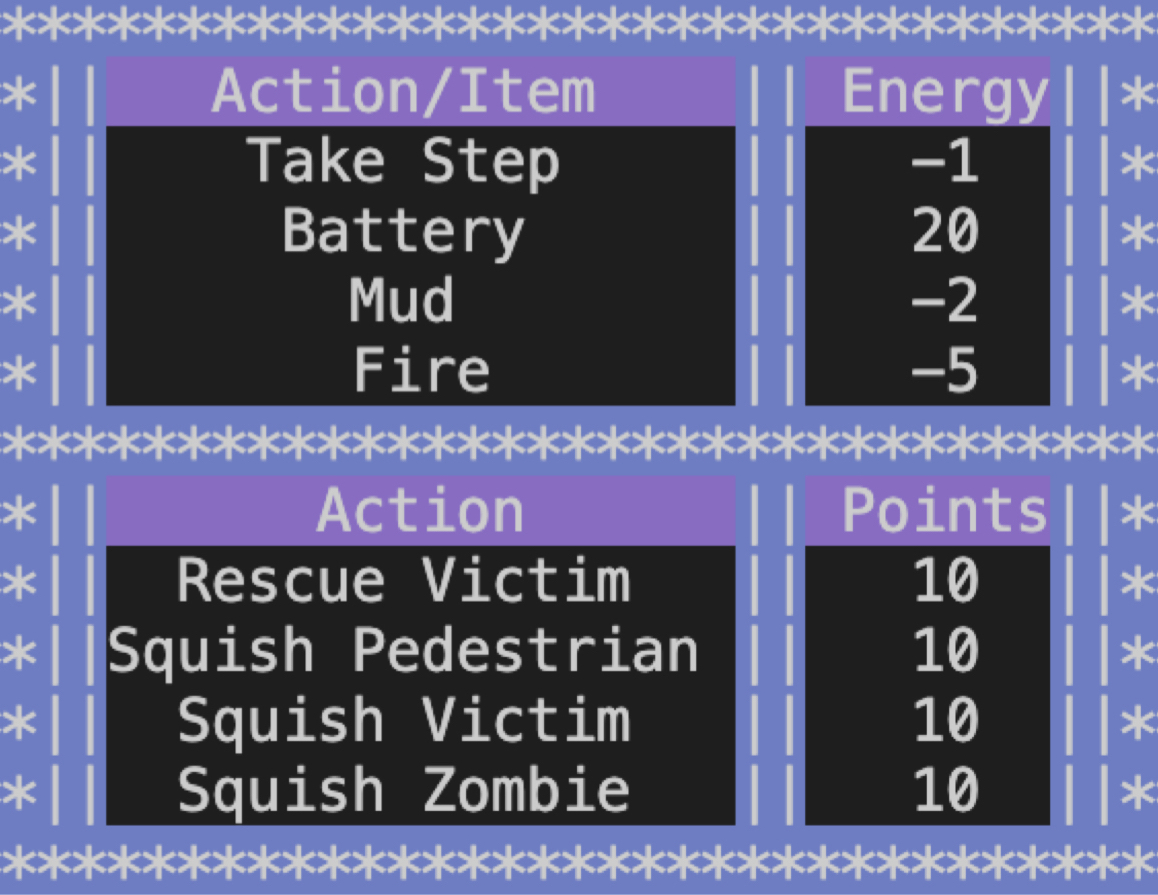 **********************************
*|| Action/Item || Energy||*
*|| Take Step || −1 ||*
*|| Battery || 20 ||*
*|| Mud || −2 ||*
*|| Fire || −5 ||*
**********************************
*|| Action || Points||*
*|| Rescue Victim || 10 ||*
*||Squish Pedestrian || 10 ||*
*|| Squish Victim || 10 ||*
*|| Squish Zombie || 10 ||*
**********************************